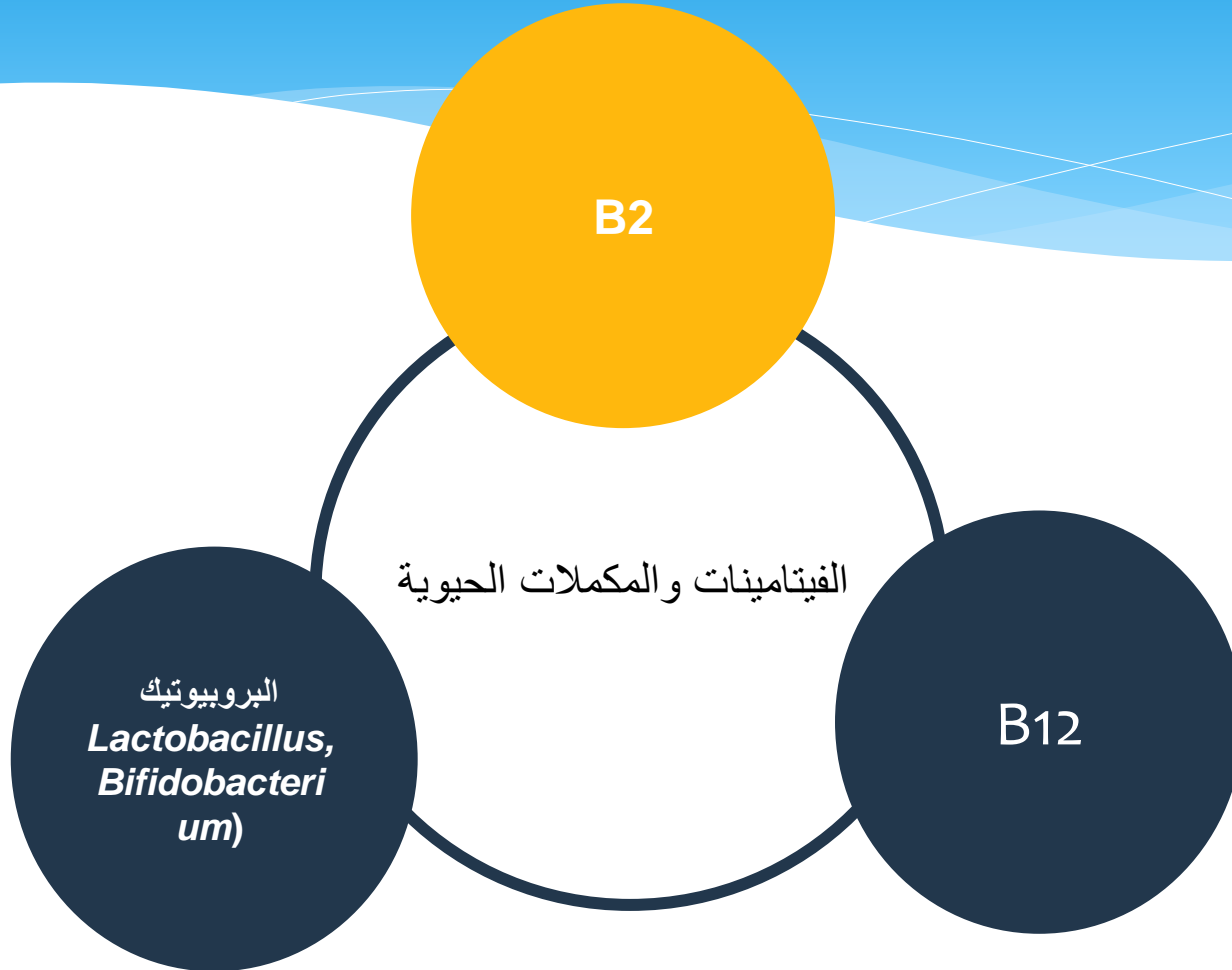 B2
الفيتامينات والمكملات الحيوية
B12
البروبيوتيك
Lactobacillus,
Bifidobacteri
um)